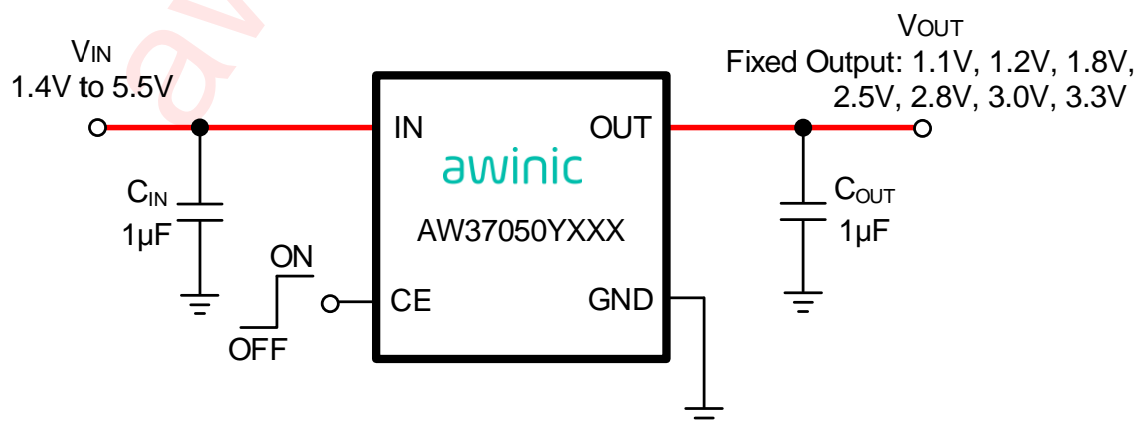 VIN
1.4V to 5.5V
VOUT
Fixed Output: 1.1V, 1.2V, 1.8V,
2.5V, 2.8V, 3.0V, 3.3V
IN
OUT
awinic
AW37050YXXX
CIN
1µF
COUT
1µF
ON
OFF
CE
GND